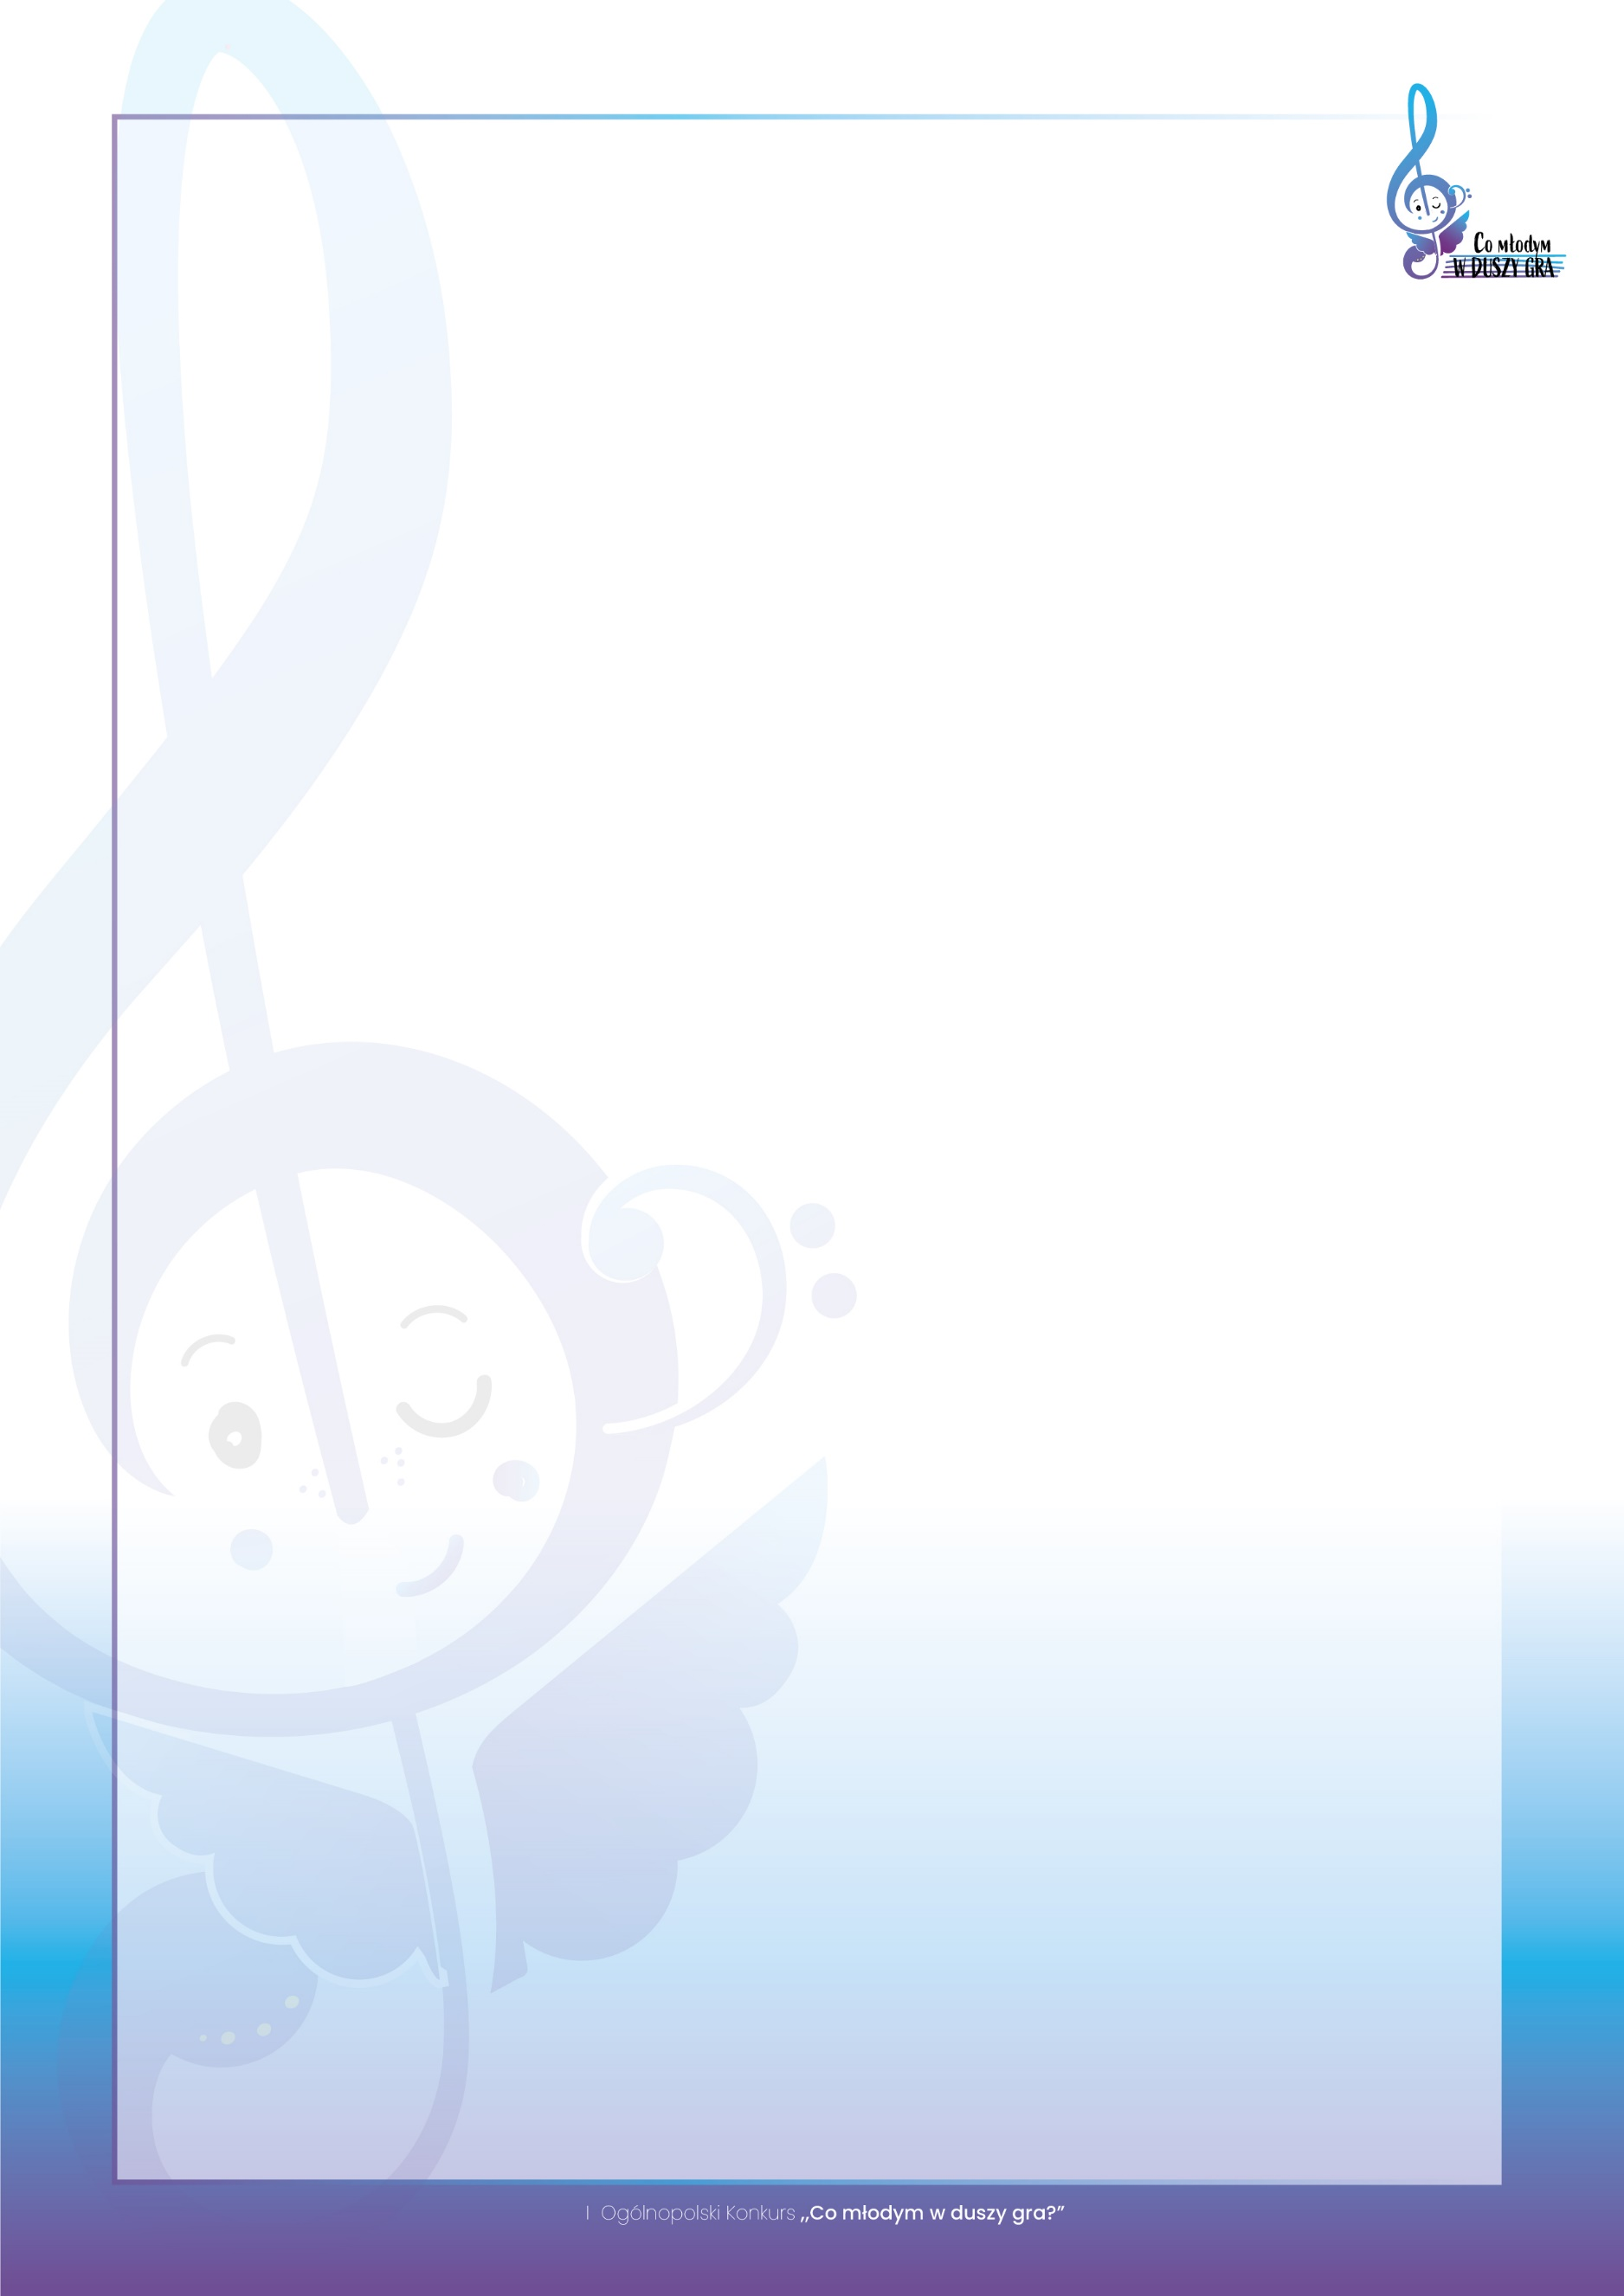 Co młodym
W DUSZY GRA
I Ogólnopolski Konkurs ,,Co młodym w duszy gra?”